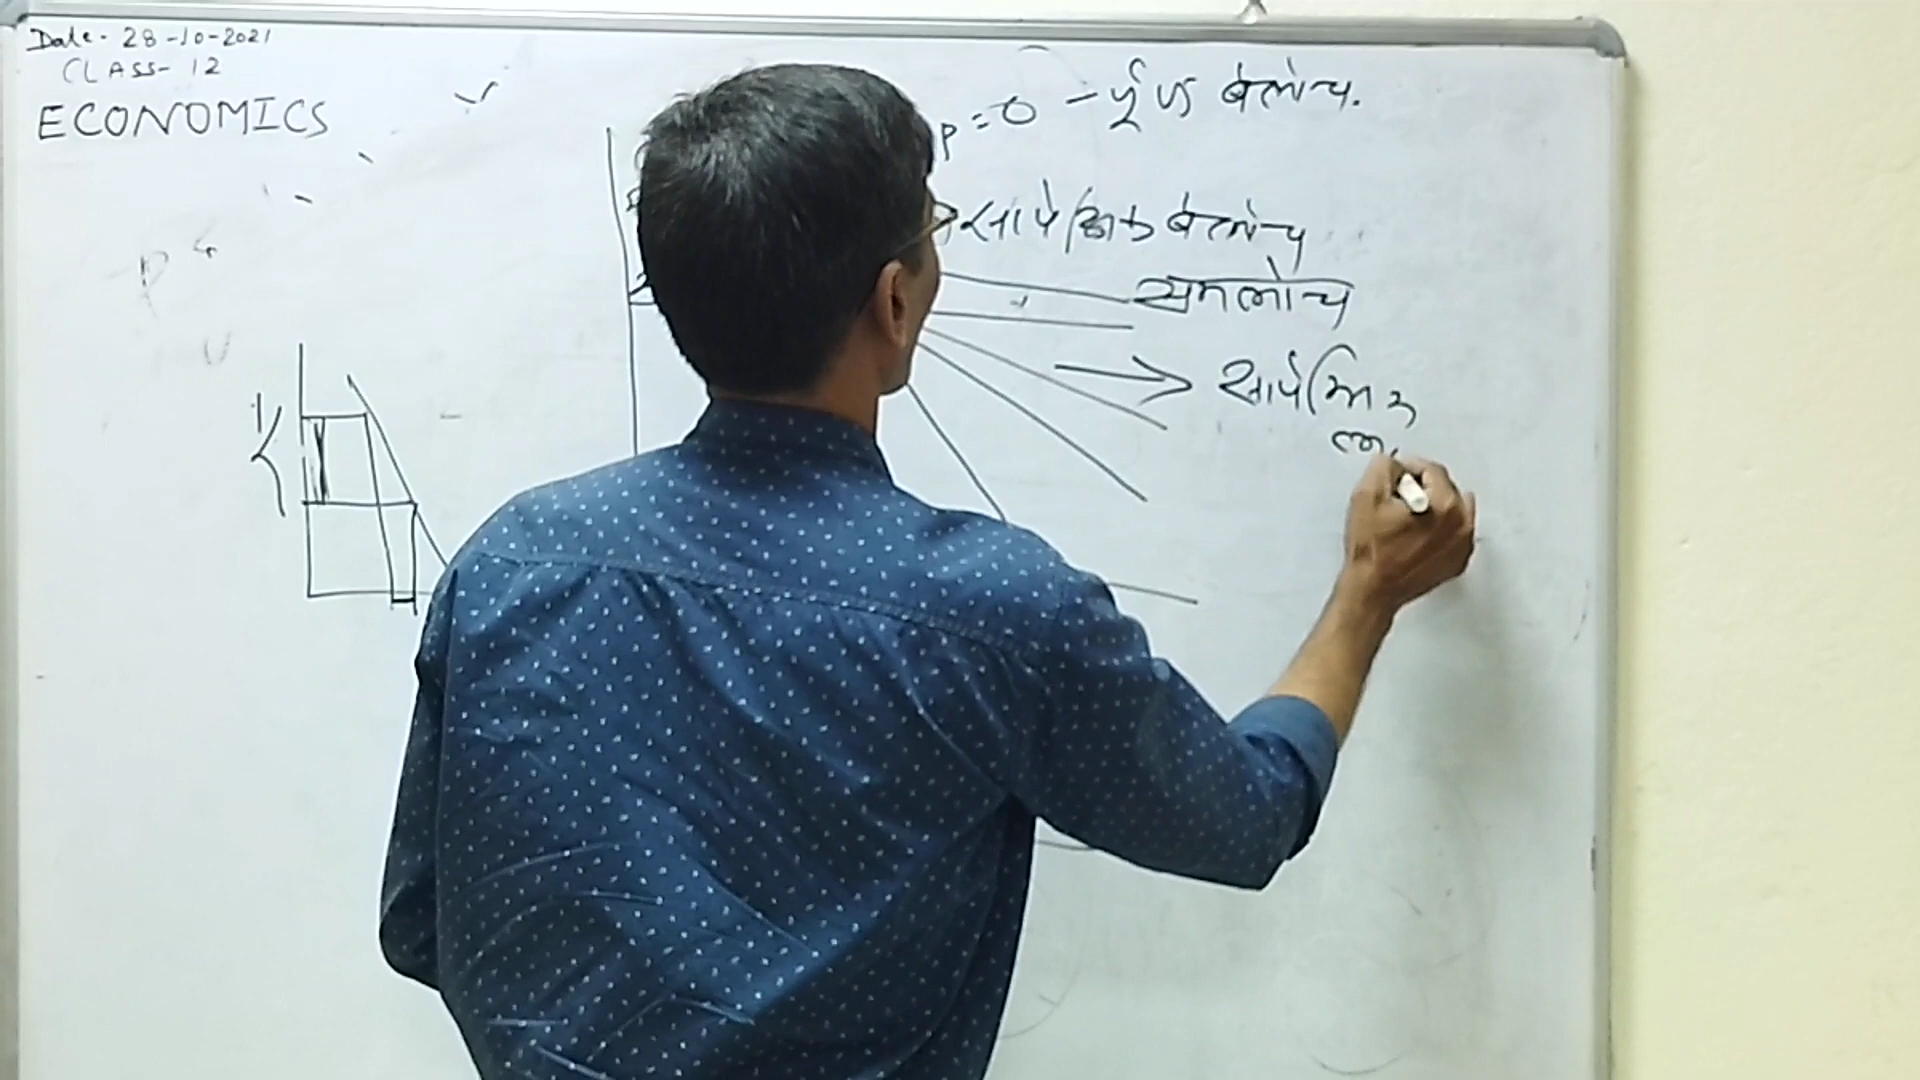 Date- 28-10-2021
CLASS- 12
ECONOMICS
p = 0 - पूर्ण बेलोच.
सापेक्षिक बेलोच
समलोच
सापेक्षिक
P